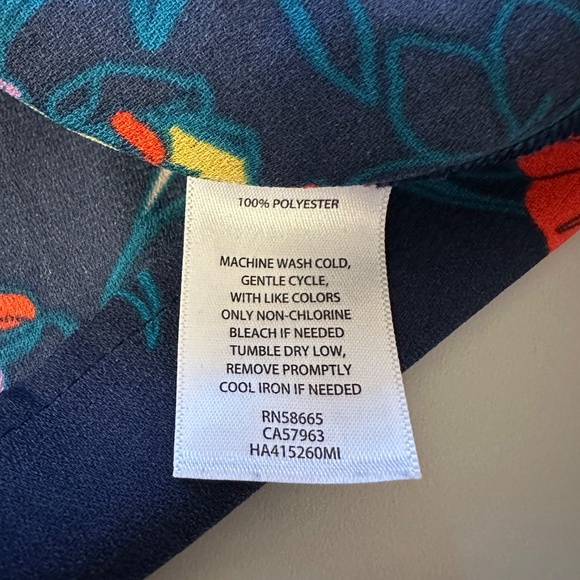 100% POLYESTER
MACHINE WASH COLD,
GENTLE CYCLE,
WITH LIKE COLORS
ONLY NON-CHLORINE
BLEACH IF NEEDED
TUMBLE DRY LOW,
REMOVE PROMPTLY
COOL IRON IF NEEDED
RN58665
CA57963
HA415260MI